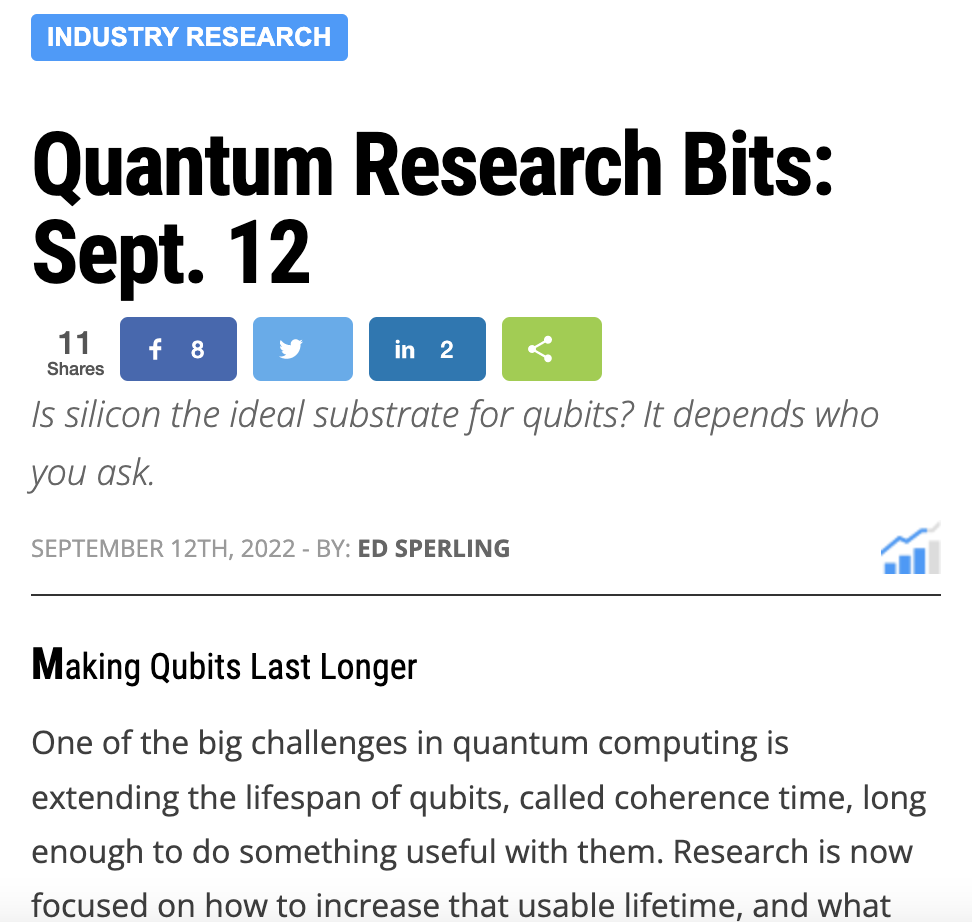 INDUSTRY RESEARCH
Quantum Research Bits:
Sept. 12
11
Shares
8
in 2
Is silicon the ideal substrate for qubits? It depends who
you ask.
SEPTEMBER 12TH, 2022 - BY: ED SPERLING
Making Qubits Last Longer
One of the big challenges in quantum computing is
extending the lifespan of qubits, called coherence time, long
enough to do something useful with them. Research is now
focused on how to increase that usable lifetime, and what